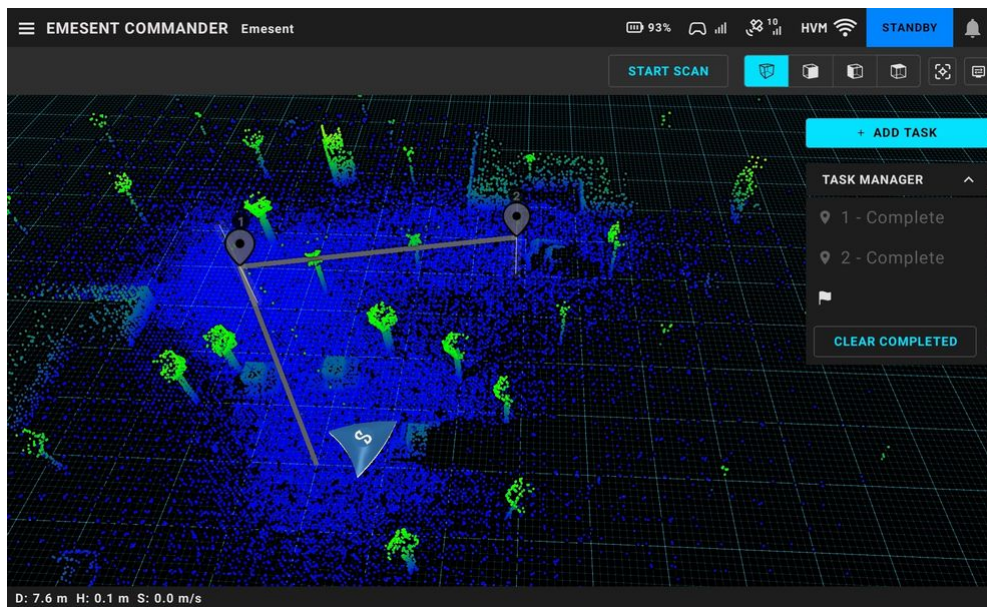 EMESENT COMMANDER Emesent 93% 10 HVM STANDBY
START SCAN
+ ADD TASK
TASK MANAGER
1 - Complete
2 - Complete
CLEAR COMPLETED
1
2
S
D: 7.6 m H: 0.1 m S: 0.0 m/s